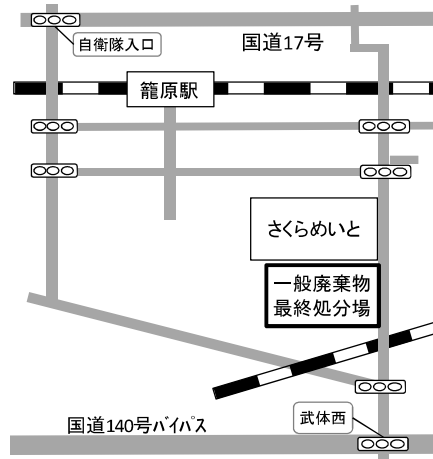 自衛隊入口
国道17号
籠原駅
さくらめいと
一般廃棄物
最終処分場
国道140号ﾊﾞｲﾊﾟｽ
武体西